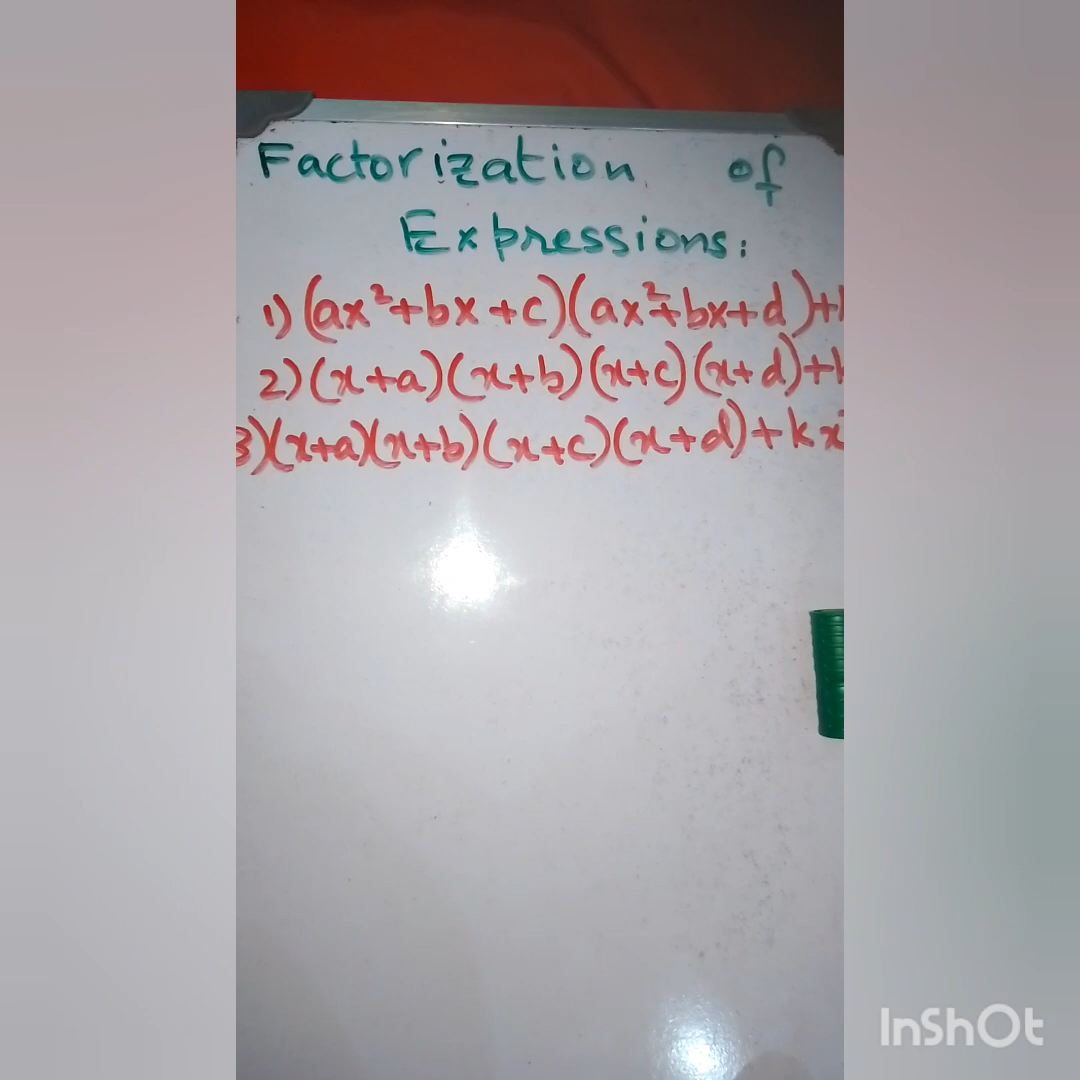 Factorization of
Expressions:
1) (ax²+bx+c)(ax²+bx+d)+
2) (x+a)(x+b)(x+c)(x+d)+
3)(x+a)(x+b)(x+c)(x+d)+kx
InShOt